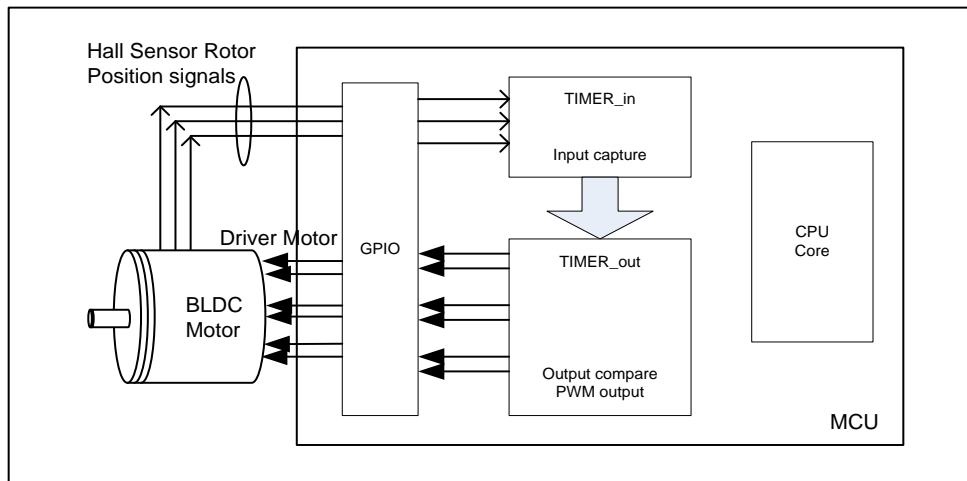 Hall Sensor Rotor
Position signals
TIMER_in
Input capture
CPU
Core
Driver Motor
GPIO
TIMER_out
BLDC
Motor
Output compare
PWM output
MCU